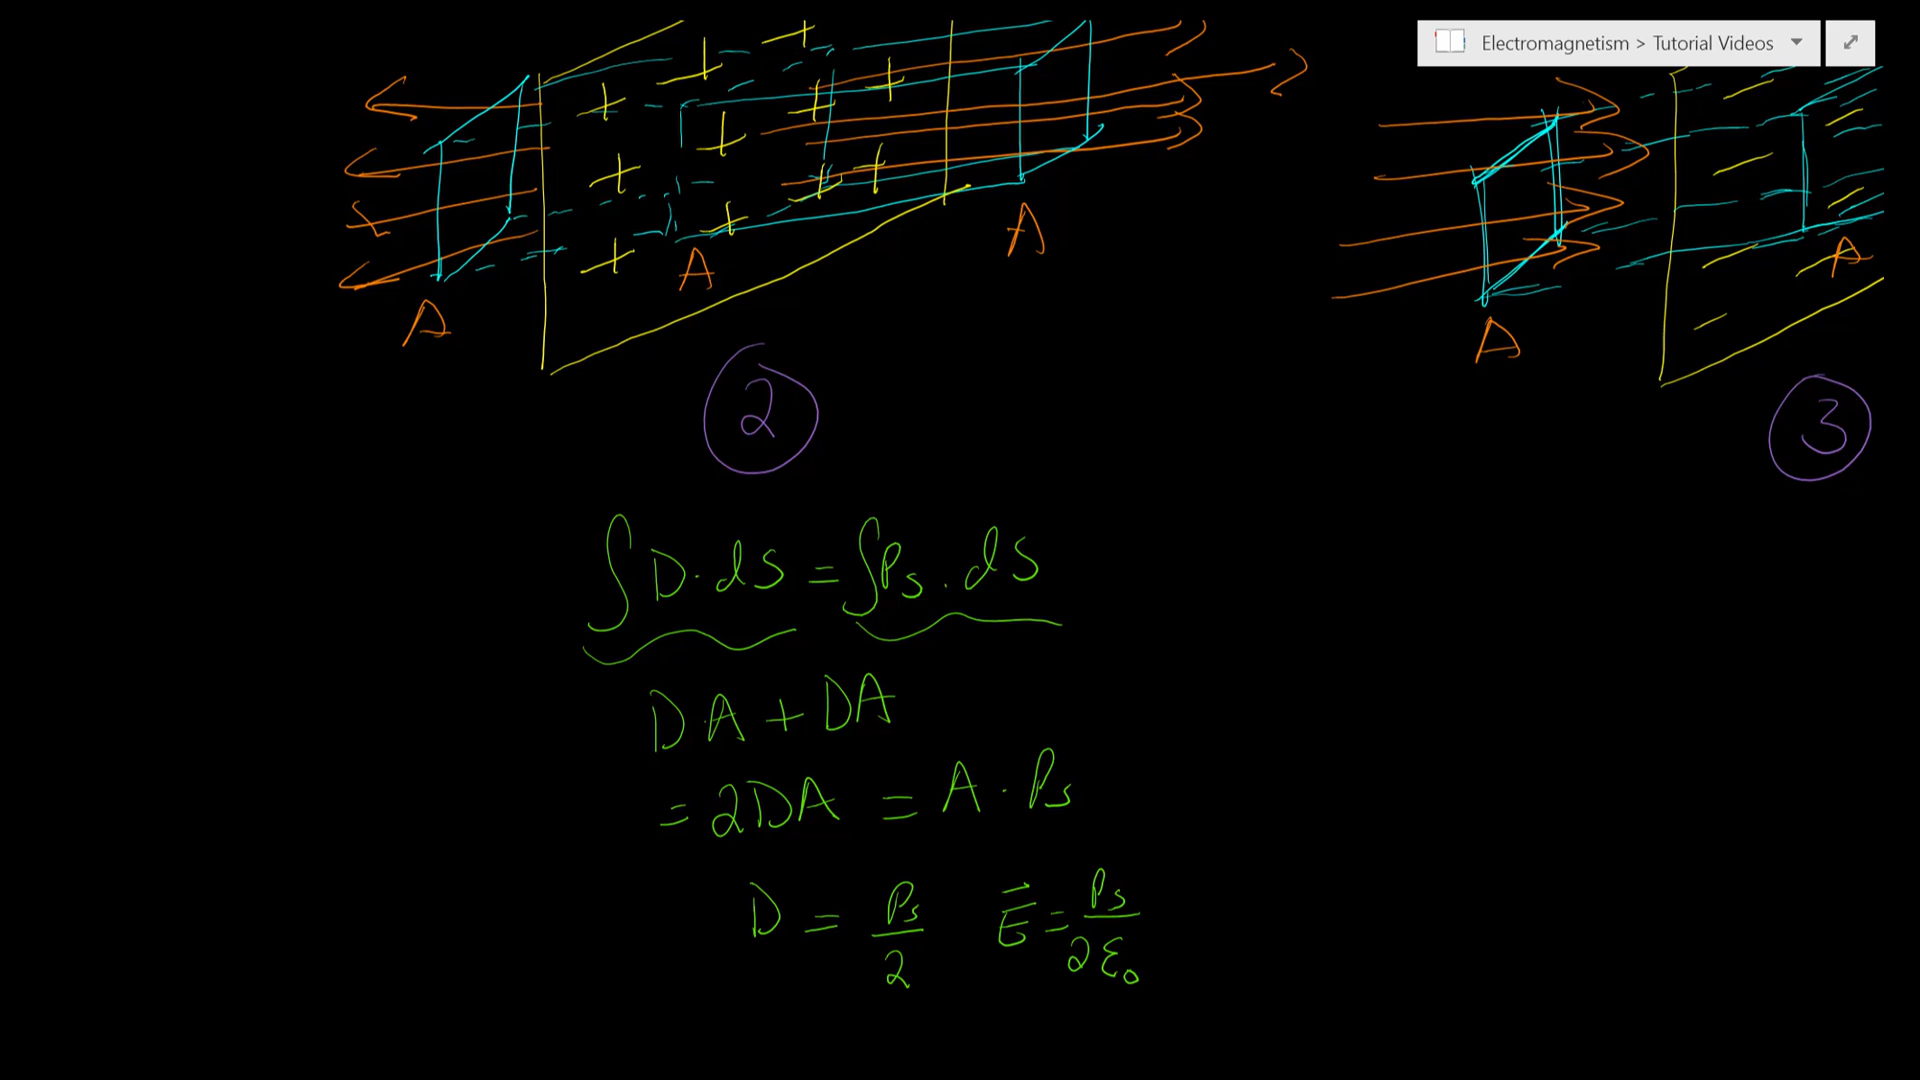 Electromagnetism > Tutorial Videos
A
A
A
A
A
2
3
∫D·ds = ∫ρs·ds
DA + DA
= 2DA = A·ρs
D = ρs/2 E⃗ = ρs/2ε₀